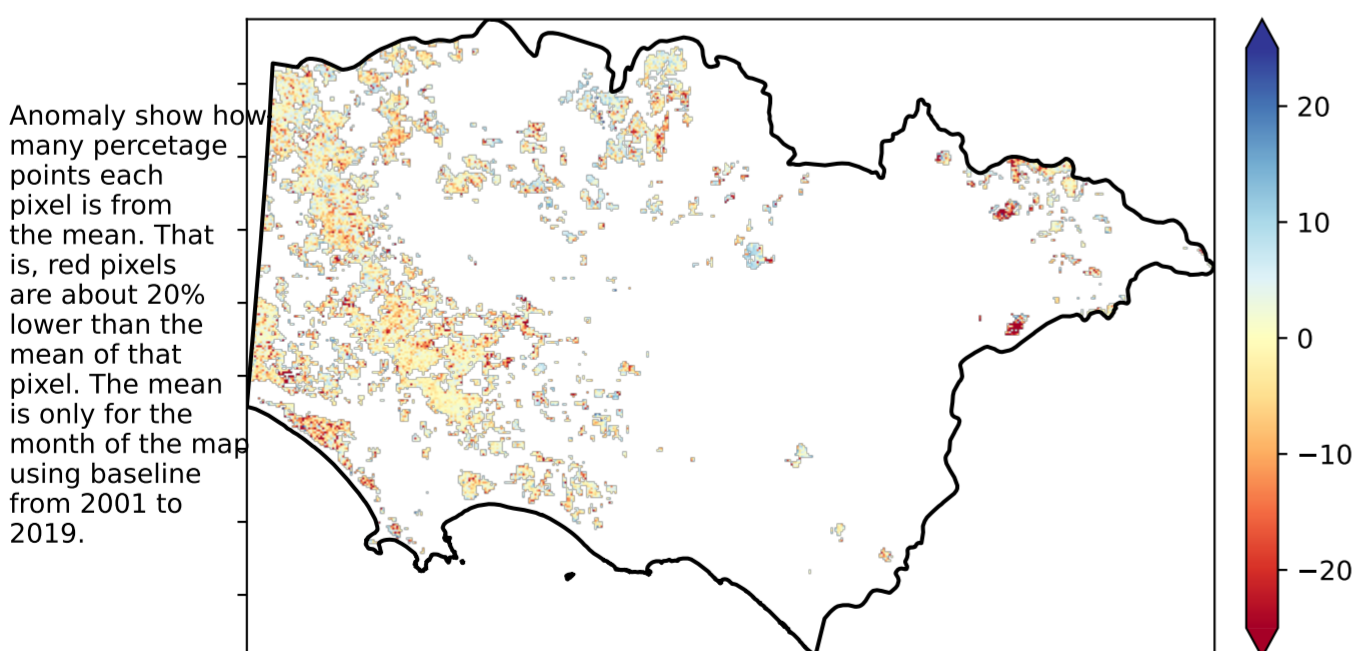 Anomaly show how
many percetage
points each
pixel is from
the mean. That
is, red pixels
are about 20%
lower than the
mean of that
pixel. The mean
is only for the
month of the map
using baseline
from 2001 to
2019.
20
10
0
−10
−20